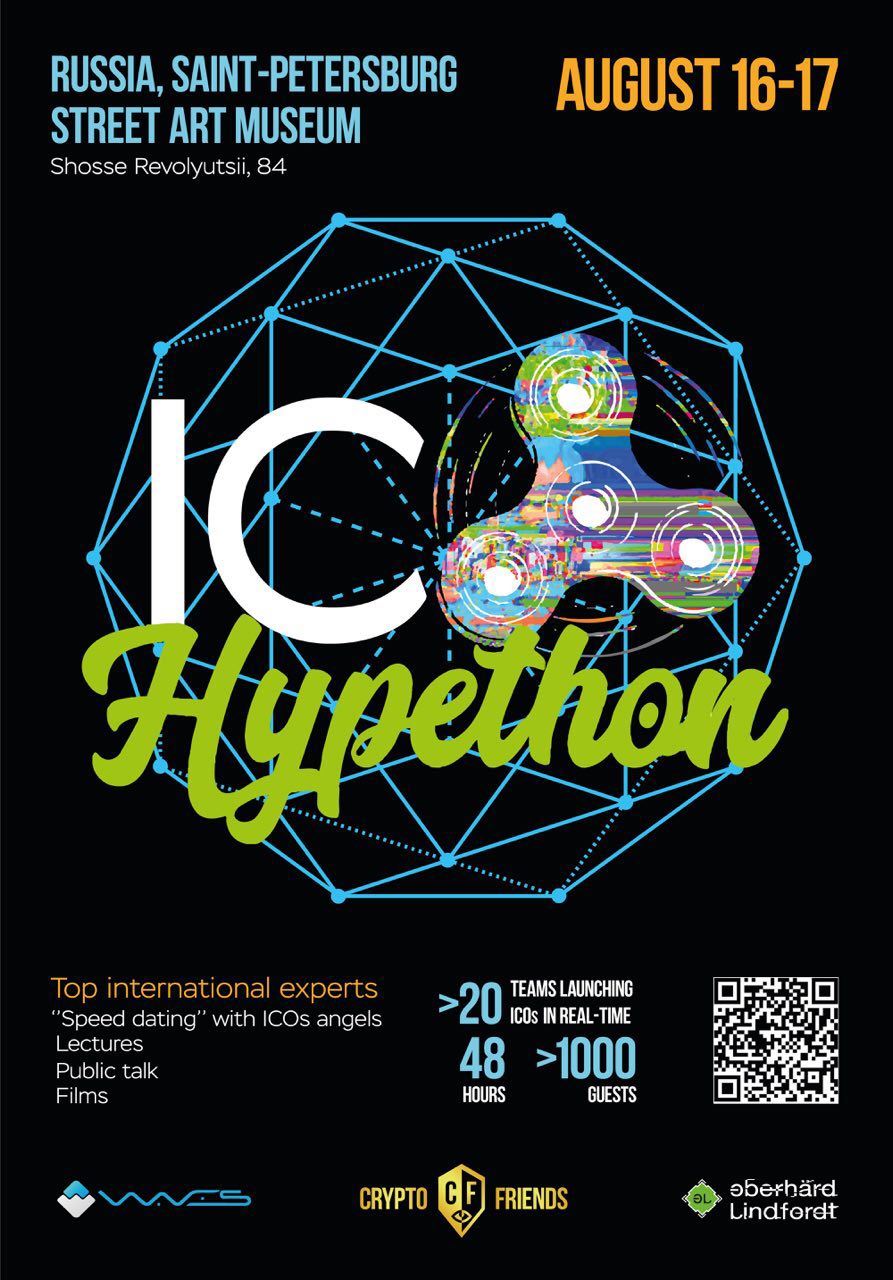 RUSSIA, SAINT-PETERSBURG
STREET ART MUSEUM
Shosse Revolyutsii, 84
AUGUST 16-17
ICO
Hypethon
Top international experts
‘’Speed dating’’ with ICOs angels
Lectures
Public talk
Films
>20 TEAMS LAUNCHING
ICOs IN REAL-TIME
48
HOURS
>1000
GUESTS
WAVES
CRYPTO CF FRIENDS
əL
əberhard
Lindfordt